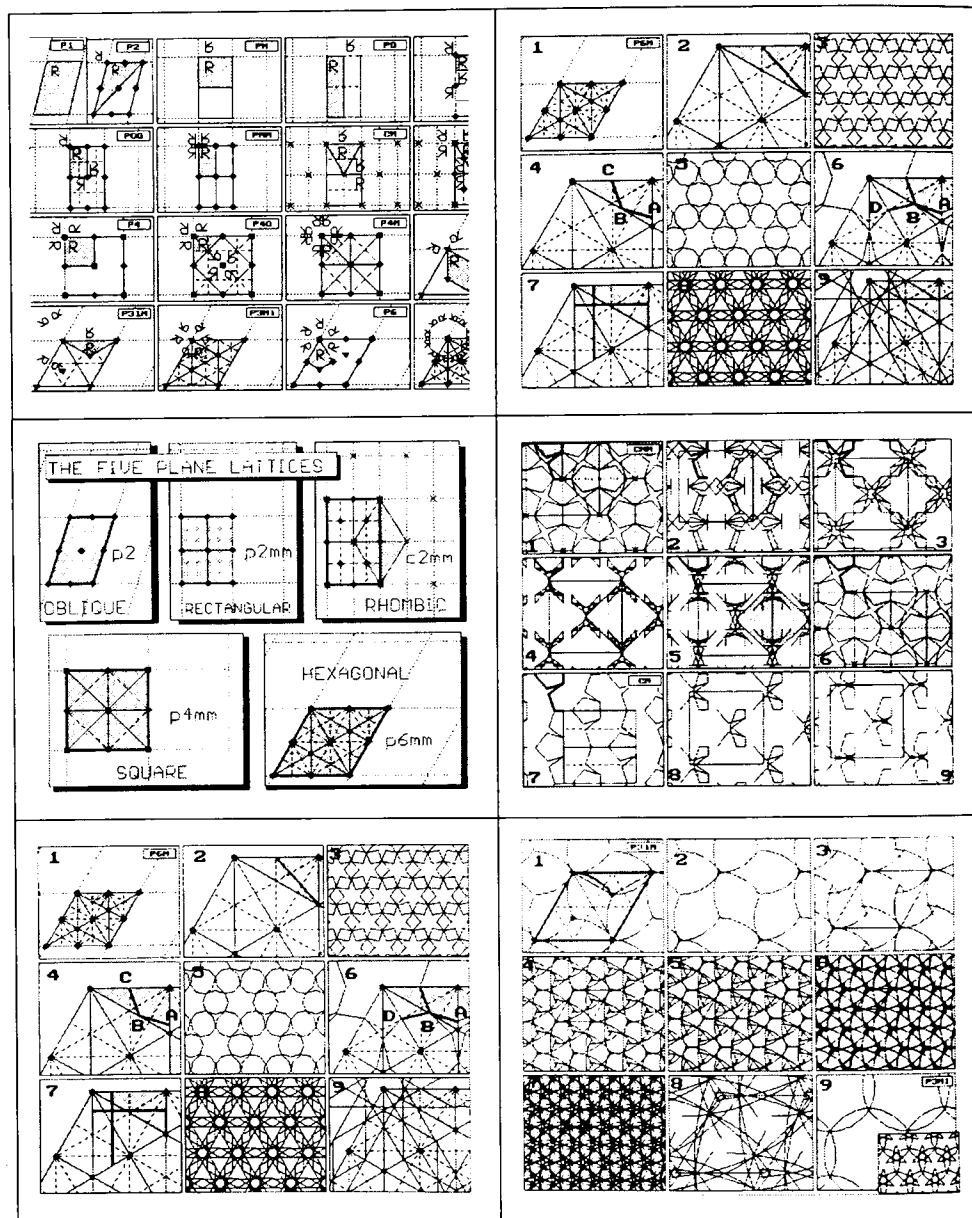 P1 P2 PM PG
PGG PMM CM
P4 P4G P4M
P31M P3M1 P6
1 P6M 2 3
4 C B A 5 6 D B A
7 8 9
THE FIVE PLANE LATTICES
p2
OBLIQUE
p2mm
RECTANGULAR
c2mm
RHOMBIC
p4mm
SQUARE
HEXAGONAL
p6mm
CMM
1 2 3
4 5 6
CM
7 8 9
1 P6M 2 3
4 C B A 5 6 D B A
7 8 9
1 P31M 2 3
4 5 6
7 8 9 P3M1